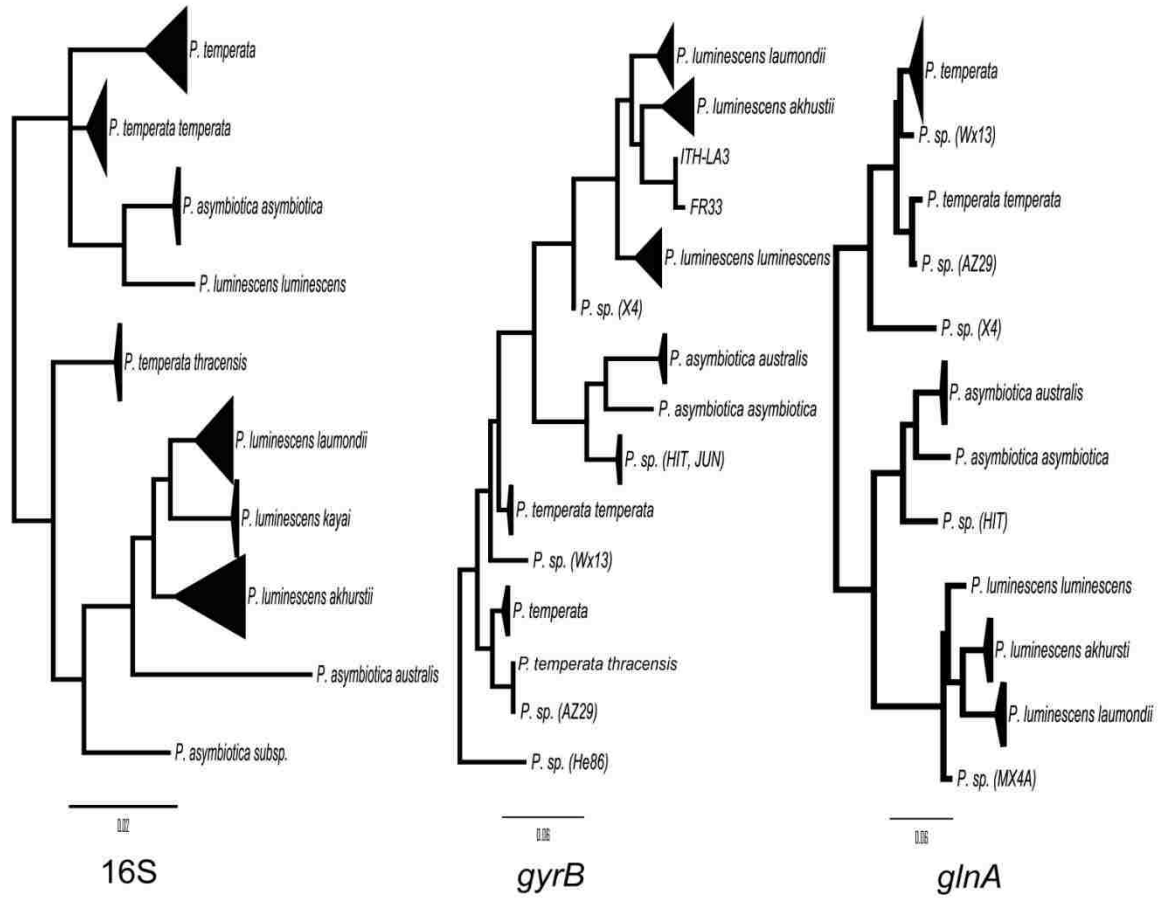 P. temperata
P. temperata temperata
P. asymbiotica asymbiotica
P. luminescens luminescens
P. temperata thracensis
P. luminescens laumondii
P. luminescens kayai
P. luminescens akhurstii
P. asymbiotica australis
P. asymbiotica subsp.
0.02
16S
P. luminescens laumondii
P. luminescens akhustii
ITH-LA3
FR33
P. luminescens luminescens
P. sp. (X4)
P. asymbiotica australis
P. asymbiotica asymbiotica
P. sp. (HIT, JUN)
P. temperata temperata
P. sp. (Wx13)
P. temperata
P. temperata thracensis
P. sp. (AZ29)
P. sp. (He86)
0.06
gyrB
P. temperata
P. sp. (Wx13)
P. temperata temperata
P. sp. (AZ29)
P. sp. (X4)
P. asymbiotica australis
P. asymbiotica asymbiotica
P. sp. (HIT)
P. luminescens luminescens
P. luminescens akhursti
P. luminescens laumondii
P. sp. (MX4A)
0.06
glnA